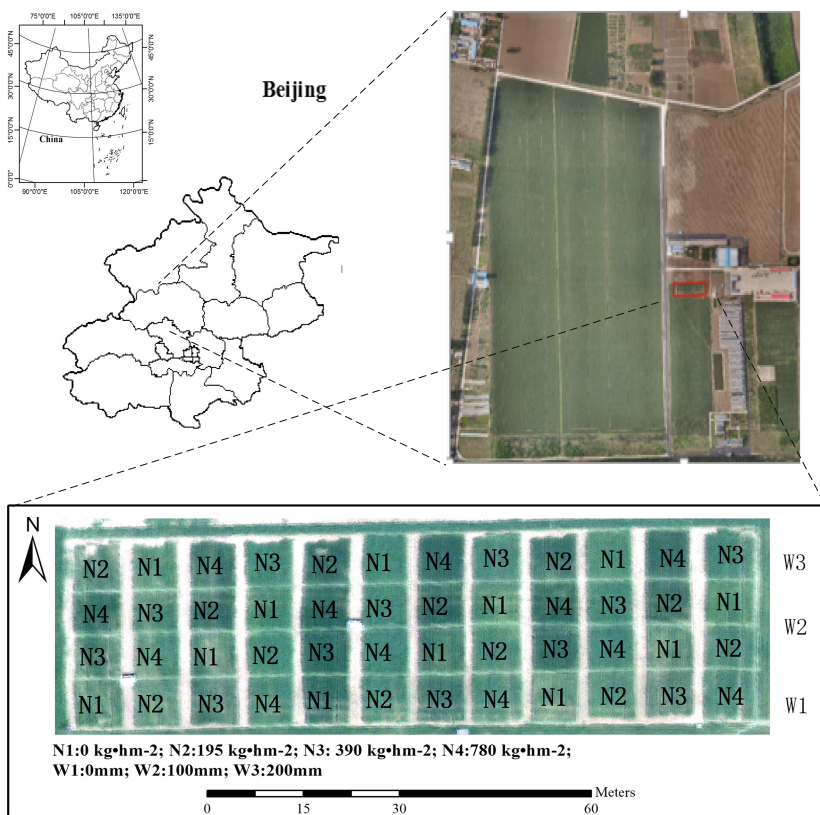 75°0'0"E 105°0'0"E 135°0'0"E
45°0'0"N 45°0'0"N
30°0'0"N 30°0'0"N
15°0'0"N 15°0'0"N
0°0'0" 0°0'0"
China
90°0'0"E 105°0'0"E 120°0'0"E
Beijing
N
N2 N1 N4 N3 N2 N1 N4 N3 N2 N1 N4 N3 W3
N4 N3 N2 N1 N4 N3 N2 N1 N4 N3 N2 N1
W2
N3 N4 N1 N2 N3 N4 N1 N2 N3 N4 N1 N2
N1 N2 N3 N4 N1 N2 N3 N4 N1 N2 N3 N4 W1
N1:0 kg•hm-2; N2:195 kg•hm-2; N3: 390 kg•hm-2; N4:780 kg•hm-2;
W1:0mm; W2:100mm; W3:200mm
Meters
0 15 30 60